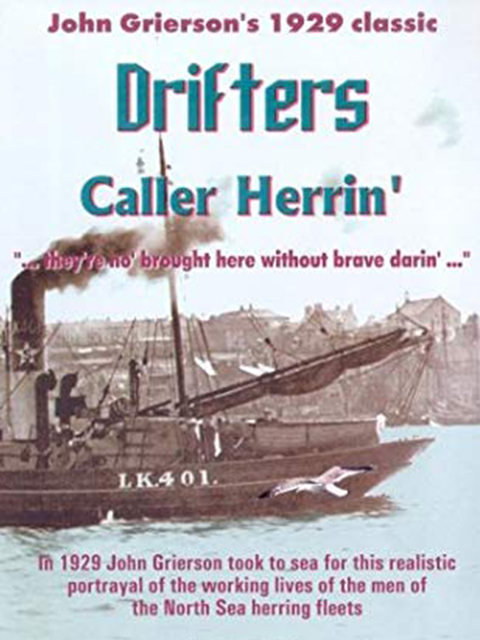 John Grierson's 1929 classic
Drifters
Caller Herrin'
"... they're no' brought here without brave darin' ..."
LK.401.
In 1929 John Grierson took to sea for this realistic
portrayal of the working lives of the men of
the North Sea herring fleets